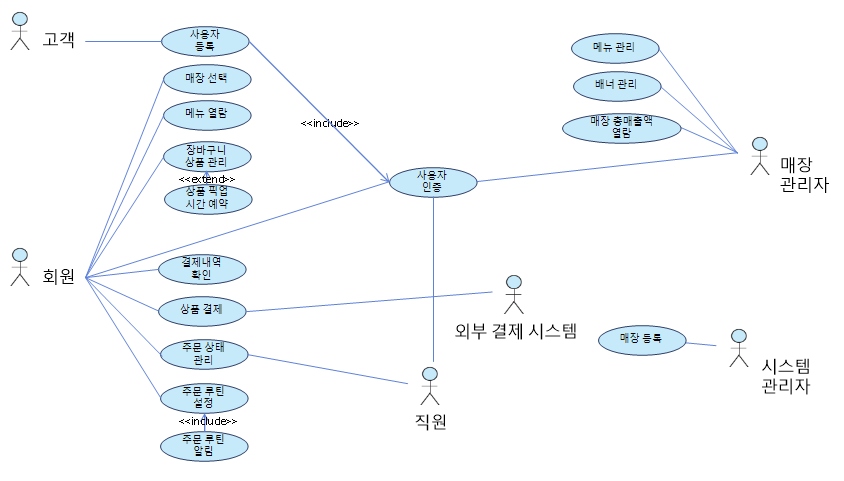 고객
사용자
등록
매장 선택
메뉴 열람
<<include>>
장바구니
상품 관리
<<extend>>
상품 픽업
시간 예약
메뉴 관리
배너 관리
매장 총매출액
열람
매장
관리자
사용자
인증
회원
결제내역
확인
상품 결제
외부 결제 시스템
주문 상태
관리
직원
매장 등록
시스템
관리자
주문 루틴
설정
<<include>>
주문 루틴
알림